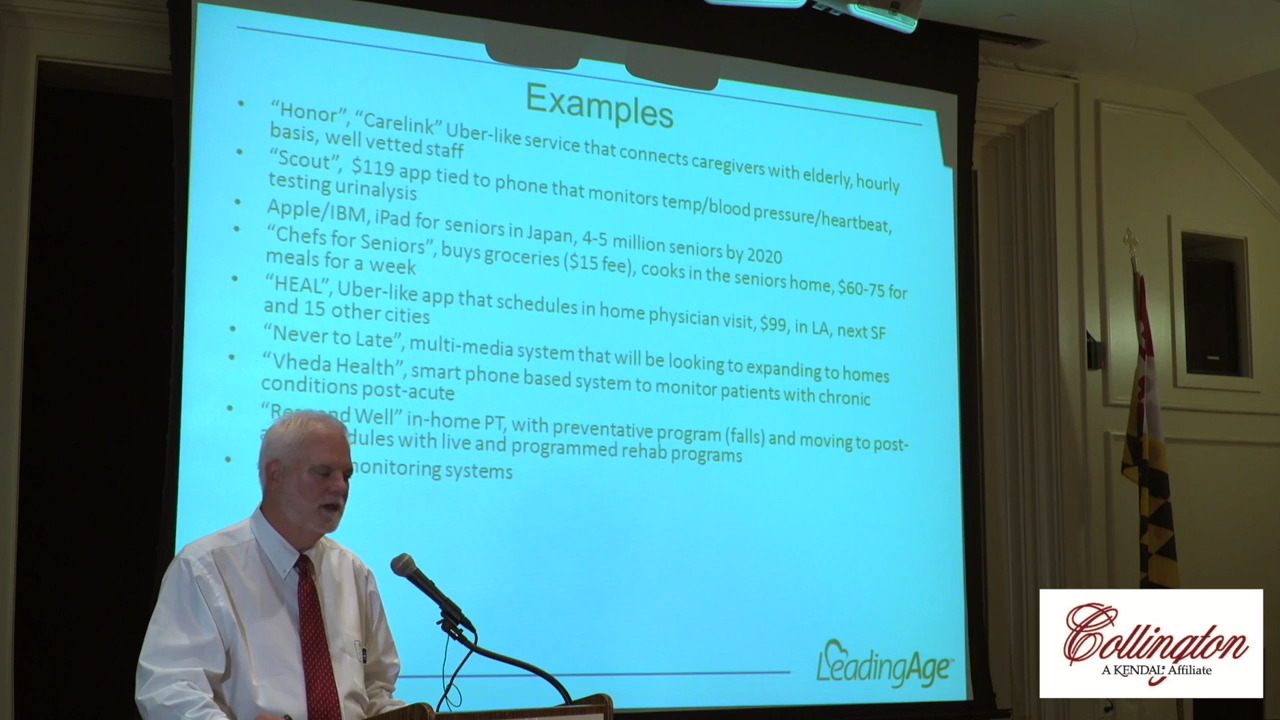 Examples
• “Honor”, “Carelink” Uber-like service that connects caregivers with elderly, hourly
basis, well vetted staff
• “Scout”, $119 app tied to phone that monitors temp/blood pressure/heartbeat,
testing urinalysis
• Apple/IBM, iPad for seniors in Japan, 4-5 million seniors by 2020
• “Chefs for Seniors”, buys groceries ($15 fee), cooks in the seniors home, $60-75 for
meals for a week
• “HEAL”, Uber-like app that schedules in home physician visit, $99, in LA, next SF
and 15 other cities
• “Never to Late”, multi-media system that will be looking to expanding to homes
• “Vheda Health”, smart phone based system to monitor patients with chronic
conditions post-acute
• and Well” in-home PT, with preventative program (falls) and moving to post-
with live and programmed rehab programs
• monitoring systems
LeadingAge™
Collington
A KENDAL Affiliate